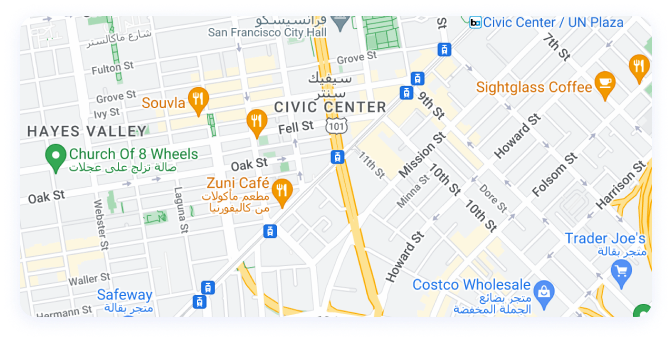 فرانسيسكو
San Francisco City Hall
Civic Center / UN Plaza
شارع ماكالستر
Fulton St
Grove St
7th St
St
Sightglass Coffee
سيفيك
سنتر
CIVIC CENTER
Grove St
Ivy St
Souvla
9th St
Fell St
101
HAYES VALLEY
Howard St
Church Of 8 Wheels
صالة تزلج على عجلات
Oak St
11th St
Mission St
Folsom St
Zuni Café
مطعم مأكولات
من كاليفورنيا
Oak St
Minna St
10th St
10th St
Dore St
Harrison St
Webster St
Laguna St
Howard St
Trader Joe's
متجر بقالة
Waller St
Costco Wholesale
متجر بضائع
الجملة المخفضة
Safeway
متجر بقالة
Hermann St